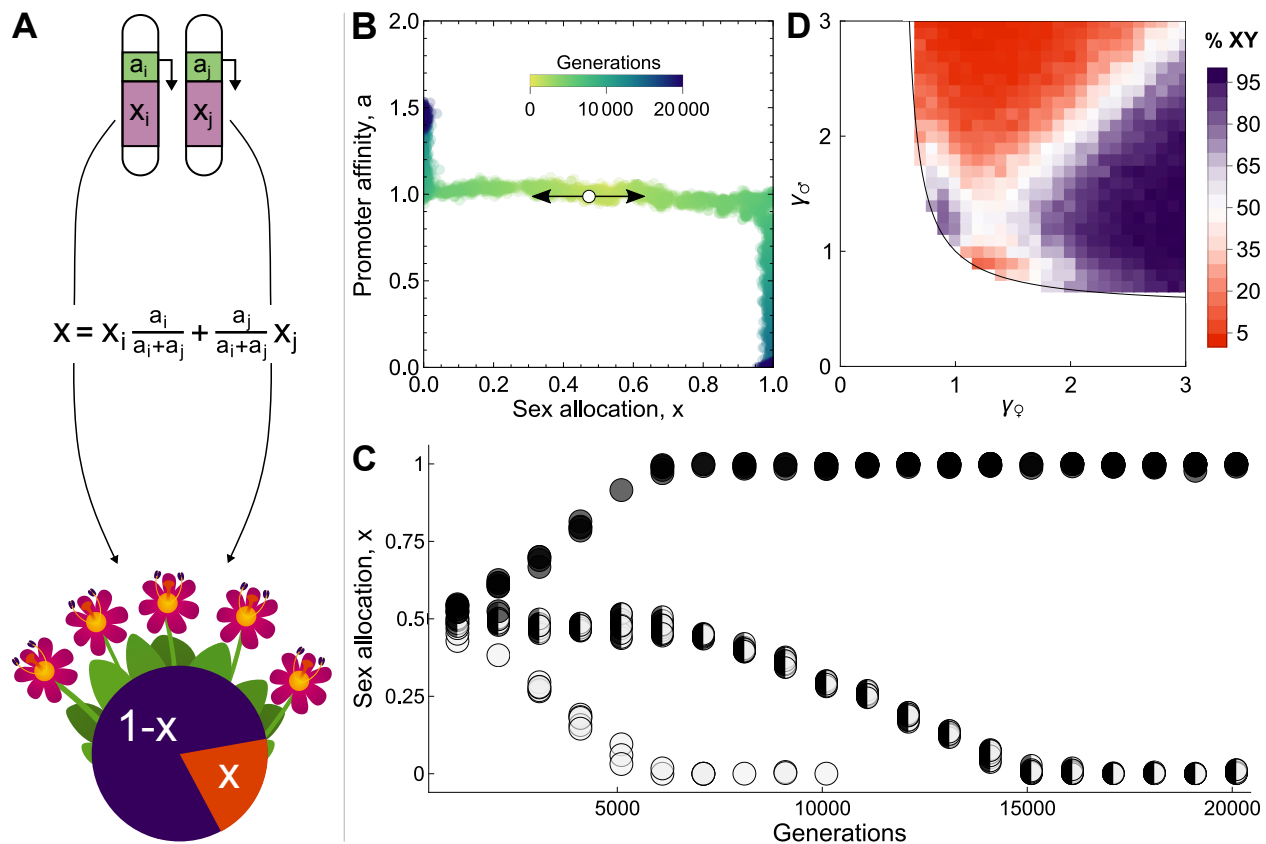 A
a_i a_j
x_i x_j
x = x_i a_i/(a_i+a_j) + a_j/(a_i+a_j) x_j
1-x
x
B
Promoter affinity, a
2.0
1.5
1.0
0.5
0.0
Generations
0 10 000 20 000
0.0 0.2 0.4 0.6 0.8 1.0
Sex allocation, x
D
γ♂
3
2
1
0
0 1 2 3
γ♀
% XY
95
80
65
50
35
20
5
C
Sex allocation, x
1
0.75
0.5
0.25
0
5000 10000 15000 20000
Generations